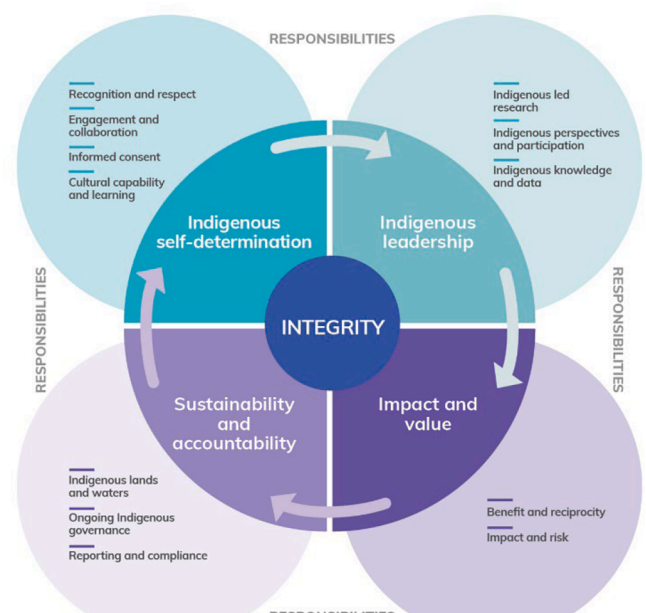 RESPONSIBILITIES
Recognition and respect
Engagement and
collaboration
Informed consent
Cultural capability
and learning
Indigenous led
research
Indigenous perspectives
and participation
Indigenous knowledge
and data
Indigenous
self-determination
Indigenous
leadership
RESPONSIBILITIES
INTEGRITY
RESPONSIBILITIES
Sustainability
and
accountability
Impact and
value
Indigenous lands
and waters
Ongoing Indigenous
governance
Reporting and compliance
Benefit and reciprocity
Impact and risk
RESPONSIBILITIES